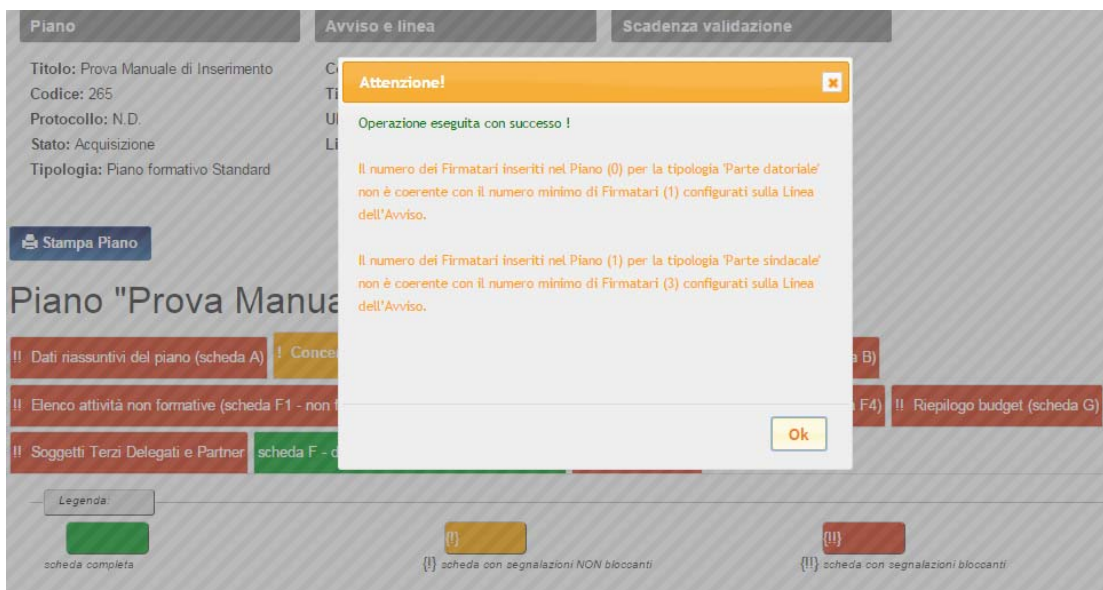 Piano
Avviso e linea
Scadenza validazione
Titolo: Prova Manuale di Inserimento
Codice: 265
Protocollo: N.D.
Stato: Acquisizione
Tipologia: Piano formativo Standard
Attenzione!
Operazione eseguita con successo !
Il numero dei Firmatari inseriti nel Piano (0) per la tipologia 'Parte datoriale'
non è coerente con il numero minimo di Firmatari (1) configurati sulla Linea
dell'Avviso.
Il numero dei Firmatari inseriti nel Piano (1) per la tipologia 'Parte sindacale'
non è coerente con il numero minimo di Firmatari (3) configurati sulla Linea
dell'Avviso.
Ok
Stampa Piano
Piano "Prova Manua
!! Dati riassuntivi del piano (scheda A)
! Conce
B)
!! Elenco attività non formative (scheda F1 - non f
F4)
!! Riepilogo budget (scheda G)
!! Soggetti Terzi Delegati e Partner
scheda F - d
Legenda:
{!}
{!!}
scheda completa
{!} scheda con segnalazioni NON bloccanti
{!!} scheda con segnalazioni bloccanti